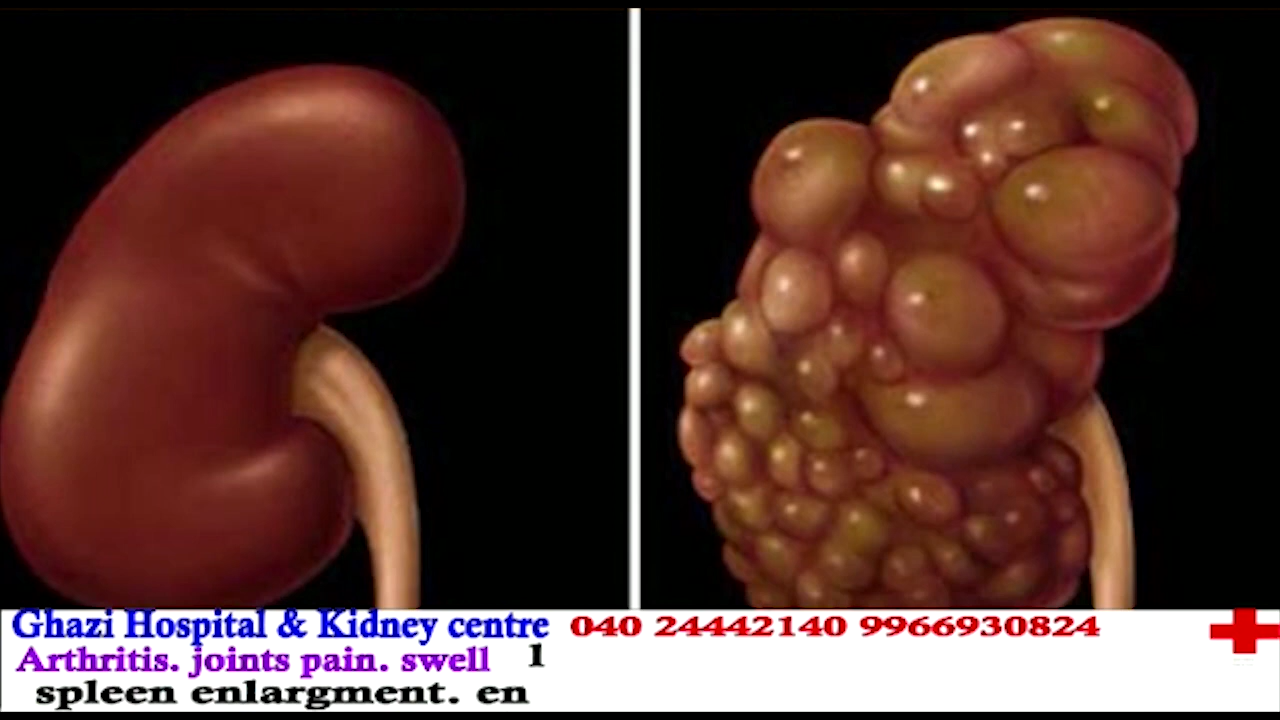 Ghazi Hospital & Kidney centre 040 24442140 9966930824
Arthritis. joints pain. swell 1
spleen enlargment. en